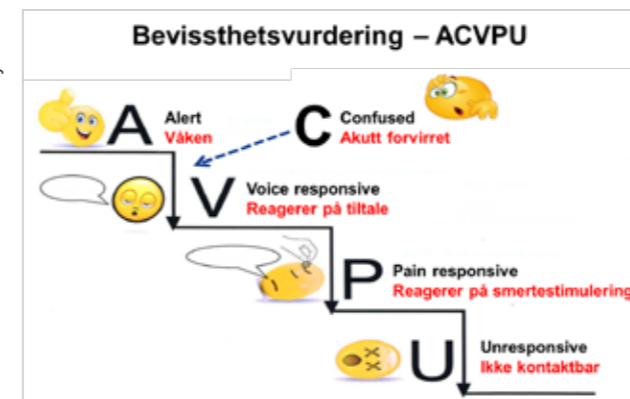 Bevissthetsvurdering – ACVPU
A Alert
Våken
C Confused
Akutt forvirret
V Voice responsive
Reagerer på tiltale
P Pain responsive
Reagerer på smertestimulering
U Unresponsive
Ikke kontaktbar